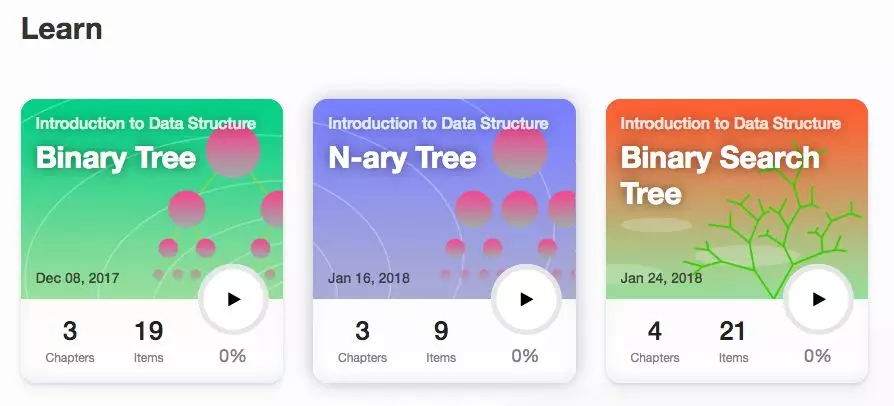 Learn
Introduction to Data Structure
Binary Tree
Dec 08, 2017
3
19
Chapters
Items
0%
Introduction to Data Structure
N-ary Tree
Jan 16, 2018
3
9
Chapters
Items
0%
Introduction to Data Structure
Binary Search
Tree
Jan 24, 2018
4
21
Chapters
Items
0%